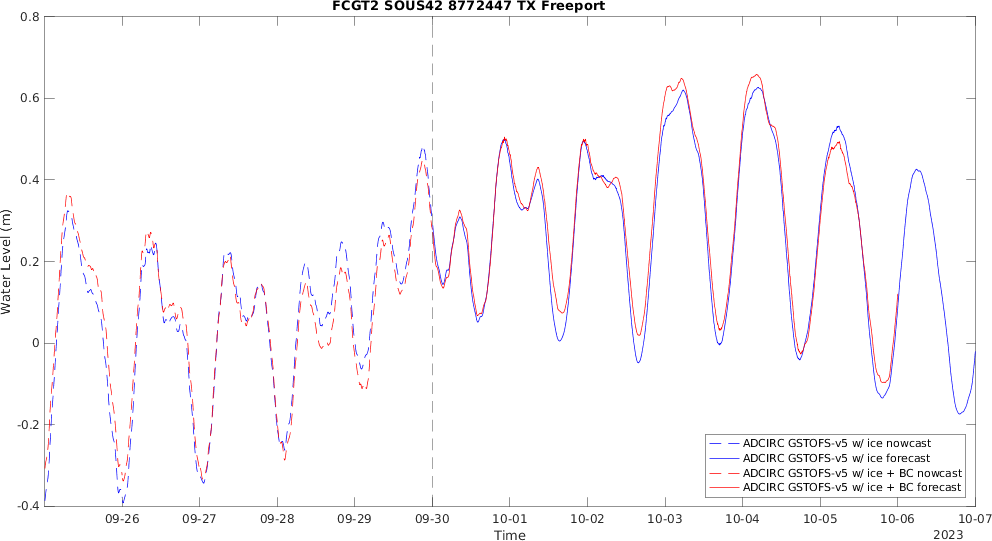 FCGT2 SOUS42 8772447 TX Freeport
0.8
0.6
0.4
0.2
0
-0.2
-0.4
Water Level (m)
09-26 09-27 09-28 09-29 09-30 10-01 10-02 10-03 10-04 10-05 10-06 10-07
Time
2023
ADCIRC GSTOFS-v5 w/ ice nowcast
ADCIRC GSTOFS-v5 w/ ice forecast
ADCIRC GSTOFS-v5 w/ ice + BC nowcast
ADCIRC GSTOFS-v5 w/ ice + BC forecast